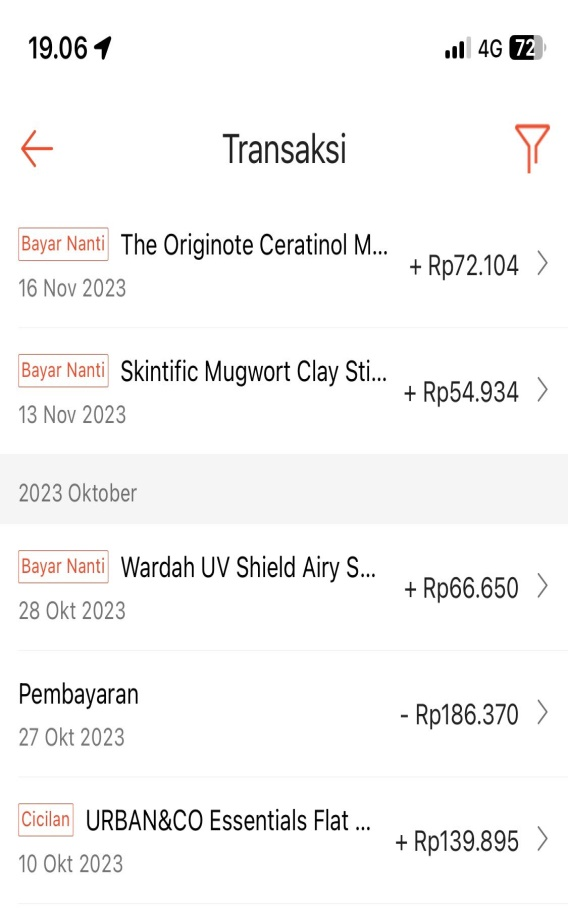 19.06 4G 72
Transaksi
Bayar Nanti The Originote Ceratinol M...
+ Rp72.104
16 Nov 2023
Bayar Nanti Skintific Mugwort Clay Sti...
+ Rp54.934
13 Nov 2023
2023 Oktober
Bayar Nanti Wardah UV Shield Airy S...
+ Rp66.650
28 Okt 2023
Pembayaran
- Rp186.370
27 Okt 2023
Cicilan URBAN&CO Essentials Flat ...
+ Rp139.895
10 Okt 2023